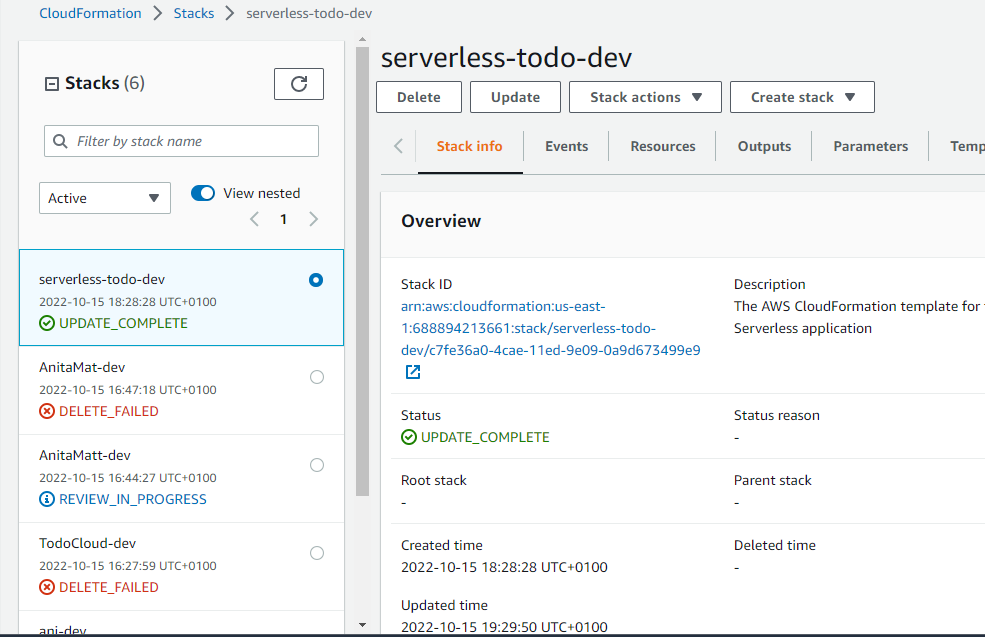 CloudFormation > Stacks > serverless-todo-dev
Stacks (6)
Filter by stack name
Active
View nested
1
serverless-todo-dev
2022-10-15 18:28:28 UTC+0100
UPDATE_COMPLETE
AnitaMat-dev
2022-10-15 16:47:18 UTC+0100
DELETE_FAILED
AnitaMatt-dev
2022-10-15 16:44:27 UTC+0100
REVIEW_IN_PROGRESS
TodoCloud-dev
2022-10-15 16:27:59 UTC+0100
DELETE_FAILED
ani-dev
serverless-todo-dev
Delete Update Stack actions Create stack
Stack info Events Resources Outputs Parameters Temp
Overview
Stack ID
arn:aws:cloudformation:us-east-
1:688894213661:stack/serverless-todo-
dev/c7fe36a0-4cae-11ed-9e09-0a9d673499e9
Description
The AWS CloudFormation template for
Serverless application
Status
UPDATE_COMPLETE
Status reason
-
Root stack
-
Parent stack
-
Created time
2022-10-15 18:28:28 UTC+0100
Deleted time
-
Updated time
2022-10-15 19:29:50 UTC+0100